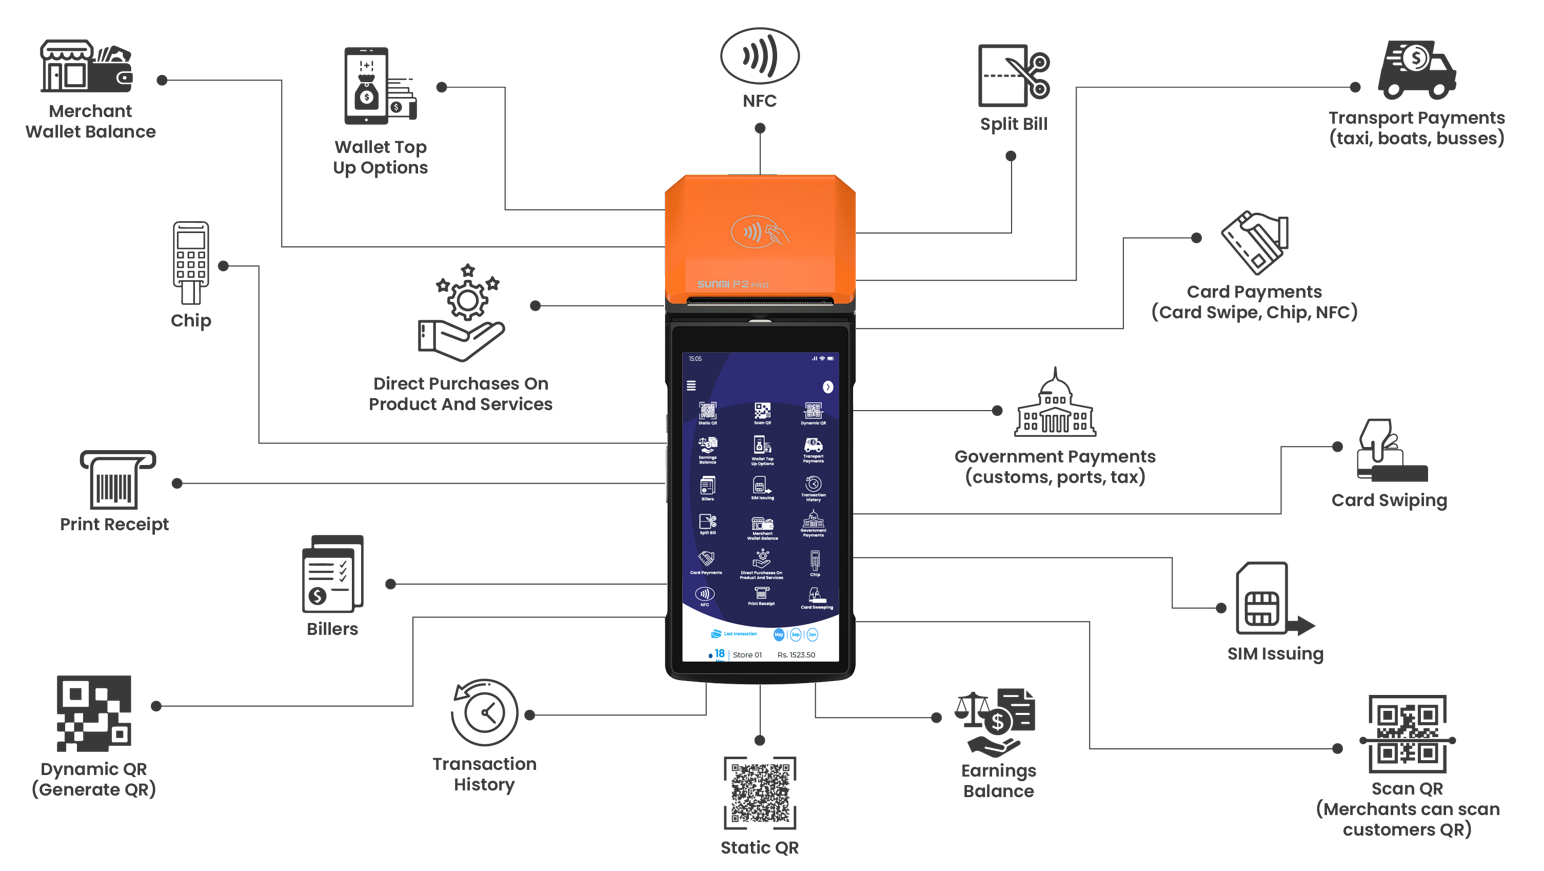 Merchant
Wallet Balance
Wallet Top
Up Options
NFC
Split Bill
Transport Payments
(taxi, boats, busses)
Chip
Direct Purchases On
Product And Services
Card Payments
(Card Swipe, Chip, NFC)
Government Payments
(customs, ports, tax)
Card Swiping
Print Receipt
Billers
SIM Issuing
Dynamic QR
(Generate QR)
Transaction
History
Static QR
Earnings
Balance
Scan QR
(Merchants can scan
customers QR)
SUNMI P2 PRO
15:05
Static QR
Scan QR
Dynamic QR
Earnings
Balance
Wallet Top
Up Options
Transport
Payments
Billers
SIM Issuing
Transaction
History
Split Bill
Merchant
Wallet Balance
Government
Payments
Card Payments
Direct Purchases On
Product And Services
Chip
NFC
Print Receipt
Card Sweeping
Last transaction
May
Sep
Jan
18
Store 01
Rs. 1523.50